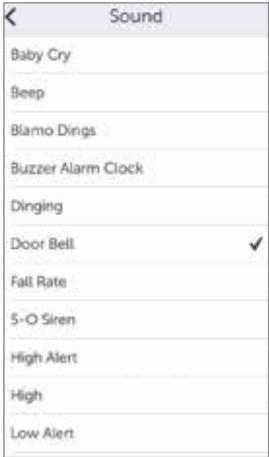 Sound
Baby Cry
Beep
Blamo Dings
Buzzer Alarm Clock
Dinging
Door Bell
Fall Rate
5-O Siren
High Alert
High
Low Alert